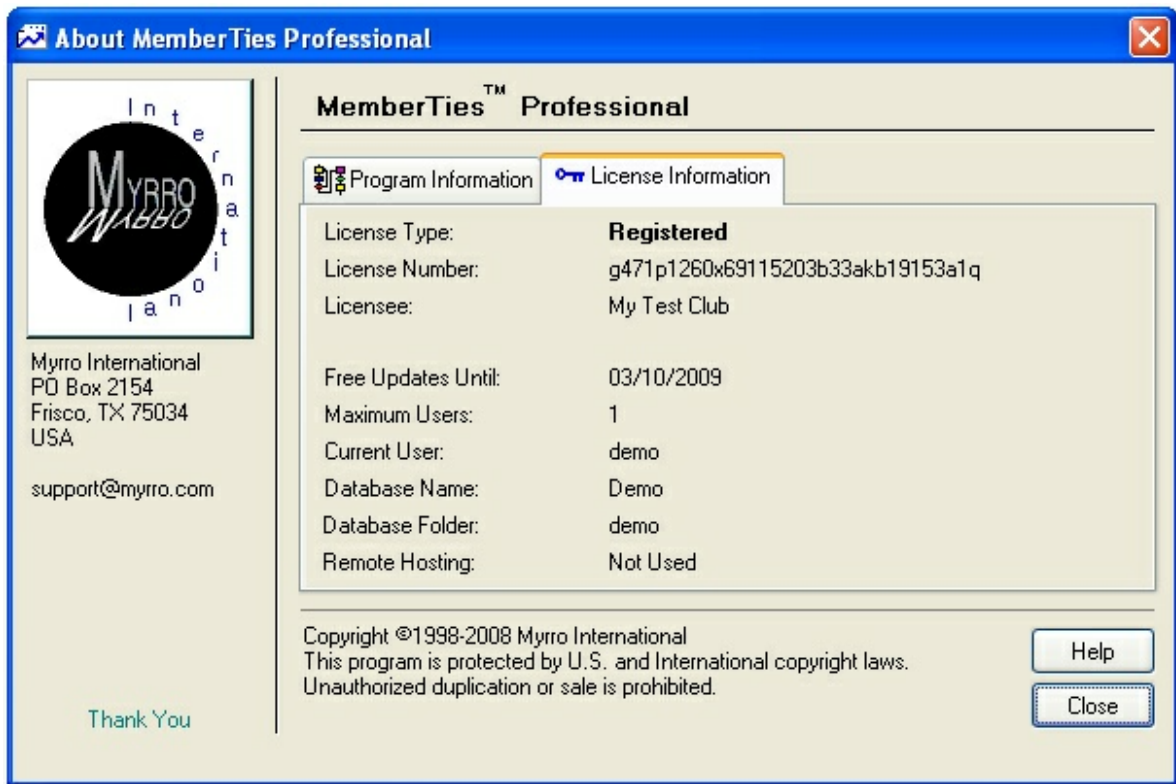 About MemberTies Professional
International
MYRRO
MYRRO
Myrro International
PO Box 2154
Frisco, TX 75034
USA
support@myrro.com
Thank You
MemberTies™ Professional
Program Information
License Information
License Type: Registered
License Number: g471p1260x69115203b33akb19153a1q
Licensee: My Test Club
Free Updates Until: 03/10/2009
Maximum Users: 1
Current User: demo
Database Name: Demo
Database Folder: demo
Remote Hosting: Not Used
Copyright ©1998-2008 Myrro International
This program is protected by U.S. and International copyright laws.
Unauthorized duplication or sale is prohibited.
Help
Close